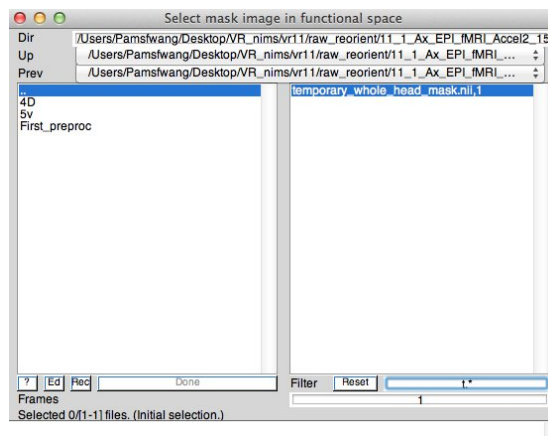 Select mask image in functional space
Dir /Users/Pamsfwang/Desktop/VR_nims/vr11/raw_reorient/11_1_Ax_EPI_fMRI_Accel2_15
Up /Users/Pamsfwang/Desktop/VR_nims/vr11/raw_reorient/11_1_Ax_EPI_fMRI_...
Prev /Users/Pamsfwang/Desktop/VR_nims/vr11/raw_reorient/11_1_Ax_EPI_fMRI_...
.. temporary_whole_head_mask.nii,1
4D
5v
First_preproc
? Ed Rec Done Filter Reset t.*
Frames 1
Selected 0/[1-1] files. (Initial selection.)